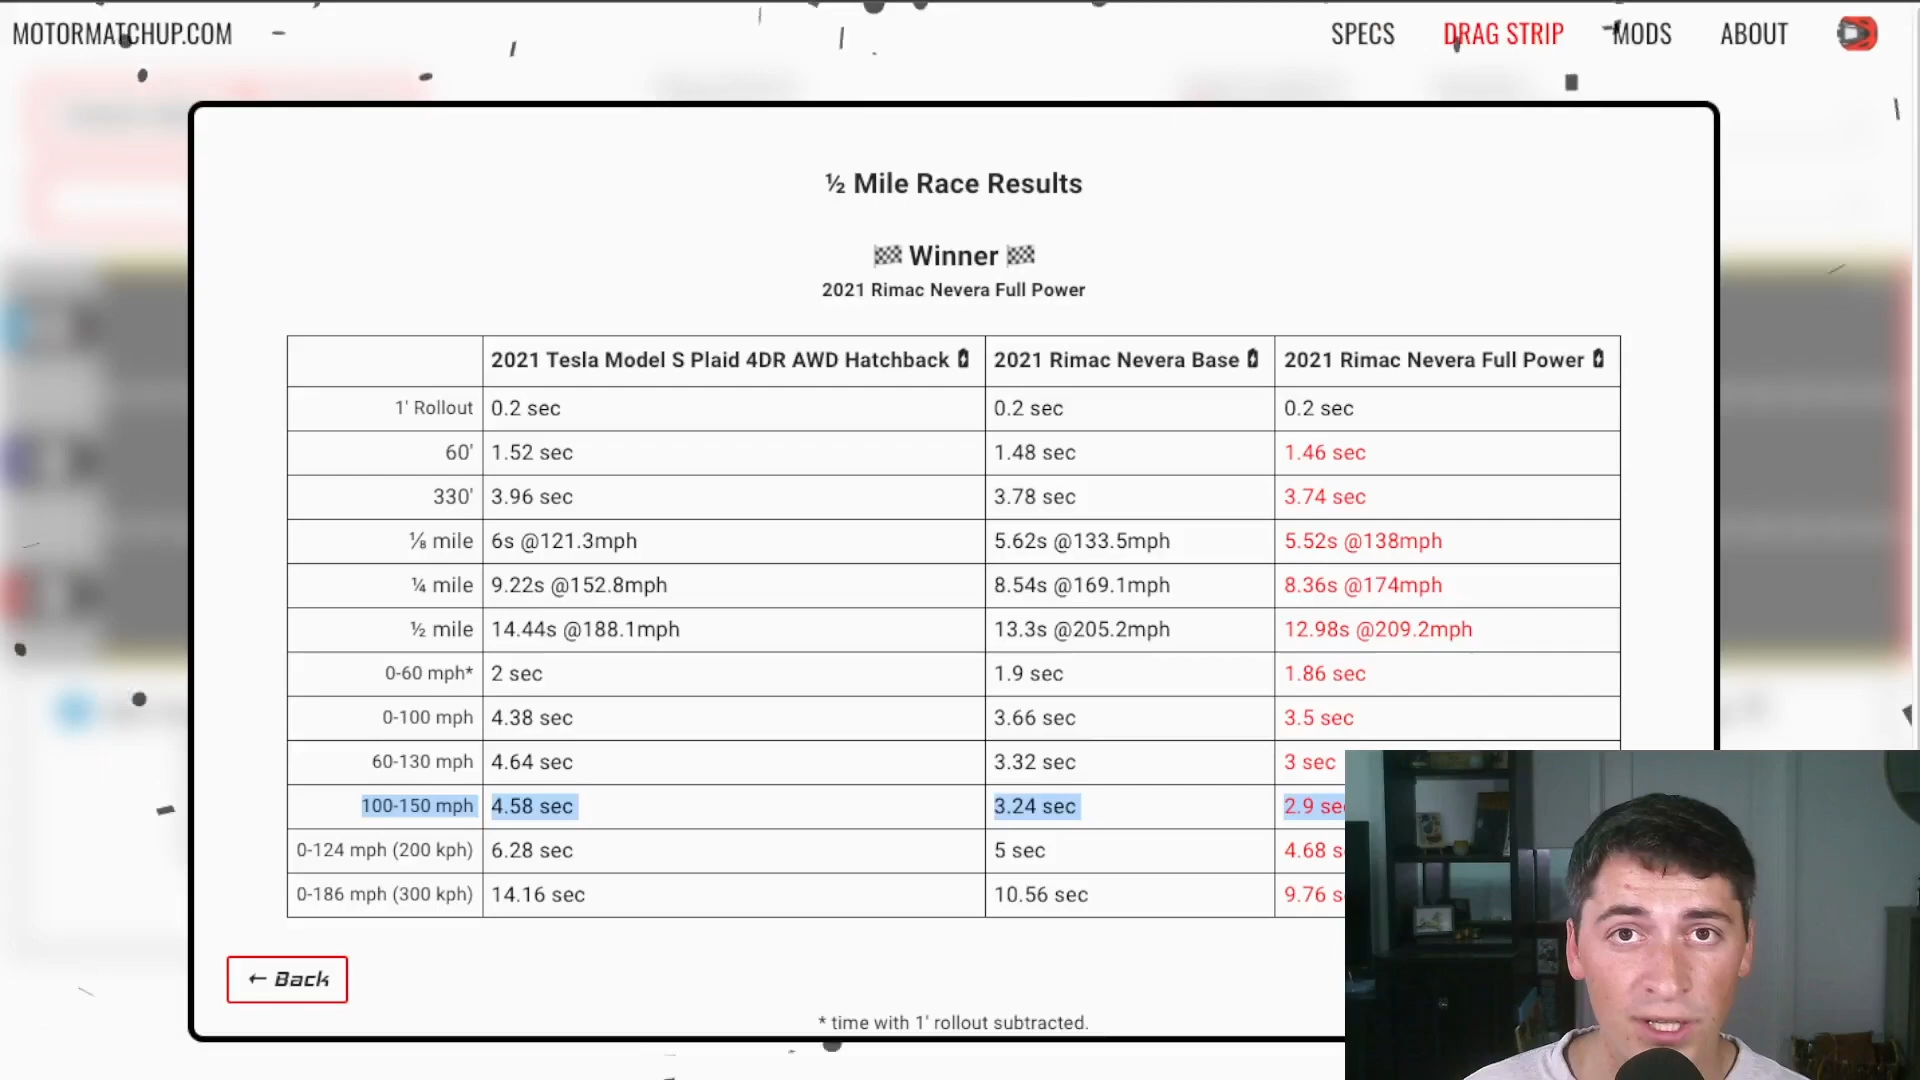 MOTORMATCHUP.COM SPECS DRAG STRIP MODS ABOUT
½ Mile Race Results
Winner
2021 Rimac Nevera Full Power
2021 Tesla Model S Plaid 4DR AWD Hatchback 2021 Rimac Nevera Base 2021 Rimac Nevera Full Power
1' Rollout 0.2 sec 0.2 sec 0.2 sec
60' 1.52 sec 1.48 sec 1.46 sec
330' 3.96 sec 3.78 sec 3.74 sec
⅛ mile 6s @121.3mph 5.62s @133.5mph 5.52s @138mph
¼ mile 9.22s @152.8mph 8.54s @169.1mph 8.36s @174mph
½ mile 14.44s @188.1mph 13.3s @205.2mph 12.98s @209.2mph
0-60 mph* 2 sec 1.9 sec 1.86 sec
0-100 mph 4.38 sec 3.66 sec 3.5 sec
60-130 mph 4.64 sec 3.32 sec 3 sec
100-150 mph 4.58 sec 3.24 sec 2.9 se
0-124 mph (200 kph) 6.28 sec 5 sec 4.68 s
0-186 mph (300 kph) 14.16 sec 10.56 sec 9.76 s
← Back
* time with 1' rollout subtracted.